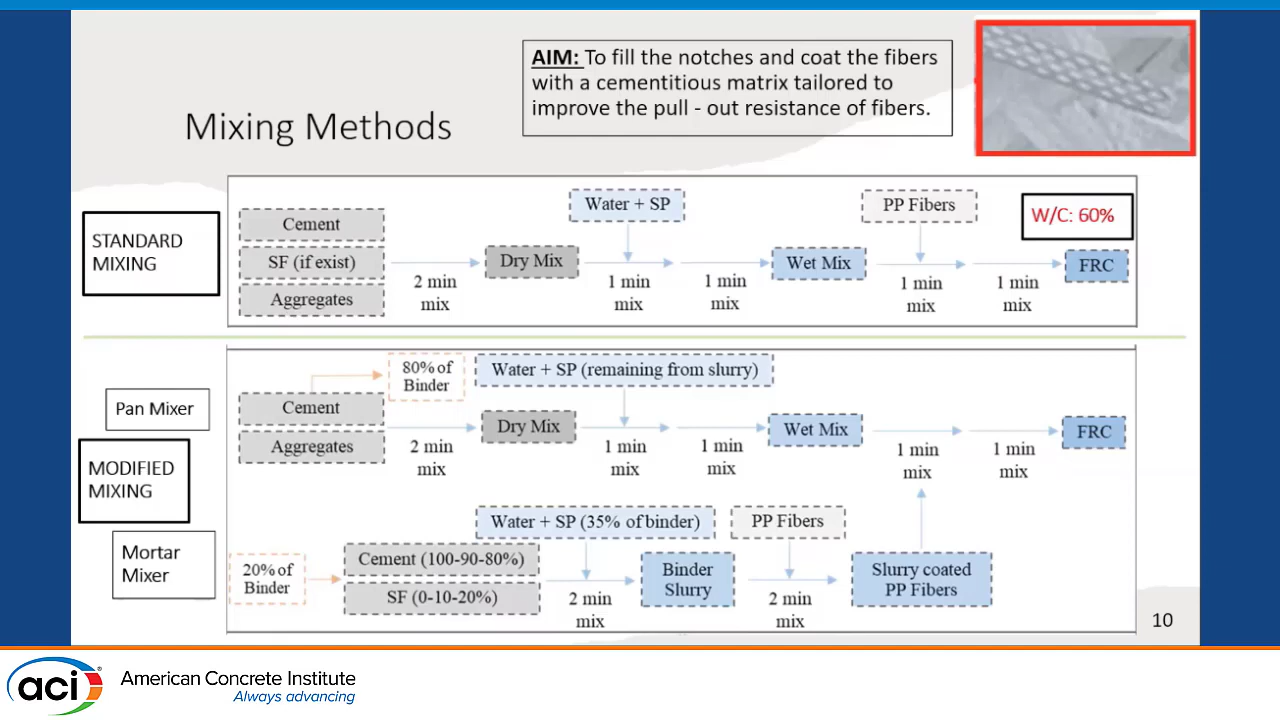 AIM: To fill the notches and coat the fibers
with a cementitious matrix tailored to
improve the pull - out resistance of fibers.
Mixing Methods
STANDARD
MIXING
Cement
SF (if exist)
Aggregates
2 min
mix
Dry Mix
Water + SP
1 min
mix
1 min
mix
Wet Mix
PP Fibers
1 min
mix
1 min
mix
W/C: 60%
FRC
Pan Mixer
MODIFIED
MIXING
Mortar
Mixer
80% of
Binder
Cement
Aggregates
2 min
mix
Dry Mix
Water + SP (remaining from slurry)
1 min
mix
1 min
mix
Wet Mix
1 min
mix
1 min
mix
FRC
20% of
Binder
Cement (100-90-80%)
SF (0-10-20%)
Water + SP (35% of binder)
2 min
mix
Binder
Slurry
PP Fibers
2 min
mix
Slurry coated
PP Fibers
10
aci
®
American Concrete Institute
Always advancing